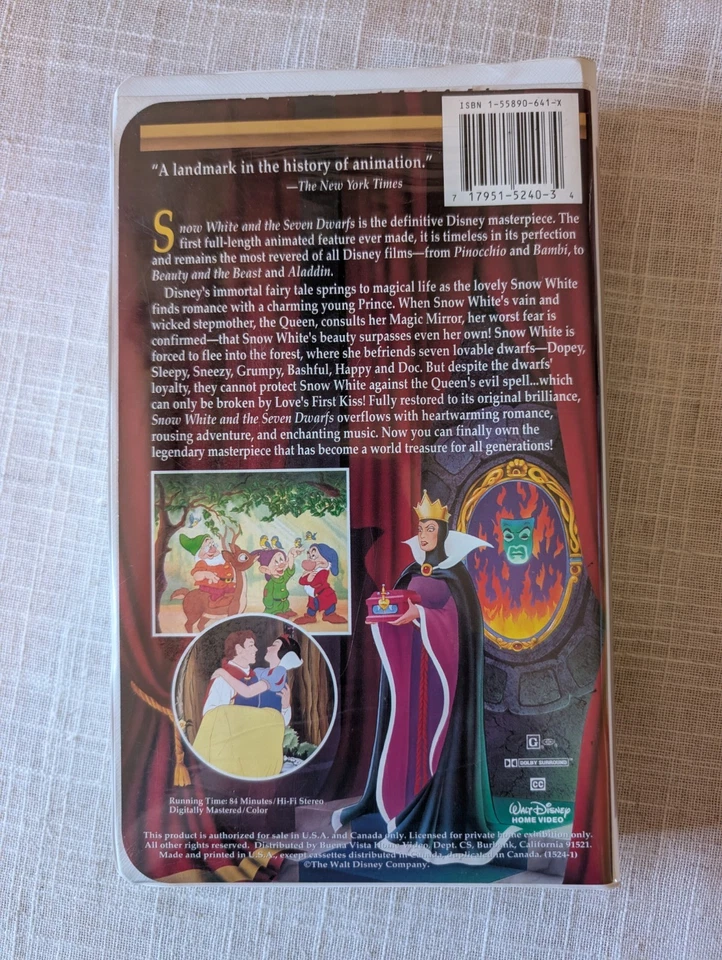 ISBN 1-55890-641-X
7 17951-5240-3 4
"A landmark in the history of animation."
—The New York Times
Snow White and the Seven Dwarfs is the definitive Disney masterpiece. The
first full-length animated feature ever made, it is timeless in its perfection
and remains the most revered of all Disney films—from Pinocchio and Bambi, to
Beauty and the Beast and Aladdin.
Disney's immortal fairy tale springs to magical life as the lovely Snow White
finds romance with a charming young Prince. When Snow White's vain and
wicked stepmother, the Queen, consults her Magic Mirror, her worst fear is
confirmed—that Snow White's beauty surpasses even her own! Snow White is
forced to flee into the forest, where she befriends seven lovable dwarfs—Dopey,
Sleepy, Sneezy, Grumpy, Bashful, Happy and Doc. But despite the dwarfs'
loyalty, they cannot protect Snow White against the Queen's evil spell...which
can only be broken by Love's First Kiss! Fully restored to its original brilliance,
Snow White and the Seven Dwarfs overflows with heartwarming romance,
rousing adventure, and enchanting music. Now you can finally own the
legendary masterpiece that has become a world treasure for all generations!
G
DOLBY SURROUND
CC
WALT DISNEY
HOME VIDEO
Running Time: 84 Minutes/Hi-Fi Stereo
Digitally Mastered/Color
This product is authorized for sale in U.S.A. and Canada only. Licensed for private home exhibition only.
All other rights reserved. Distributed by Buena Vista Home Video, Dept. CS, Burbank, California 91521.
Made and printed in U.S.A., except cassettes distributed in Canada, duplicated in Canada. (1524-1)
©The Walt Disney Company.